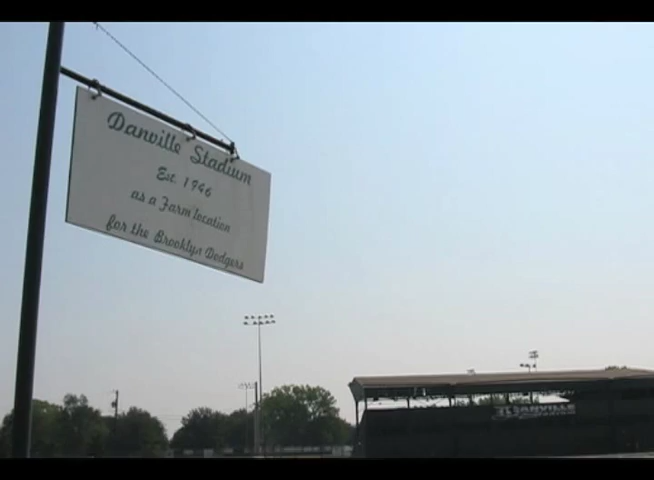 Danville Stadium
Est. 1946
as a Farm location
for the Brooklyn Dodgers
DANVILLE